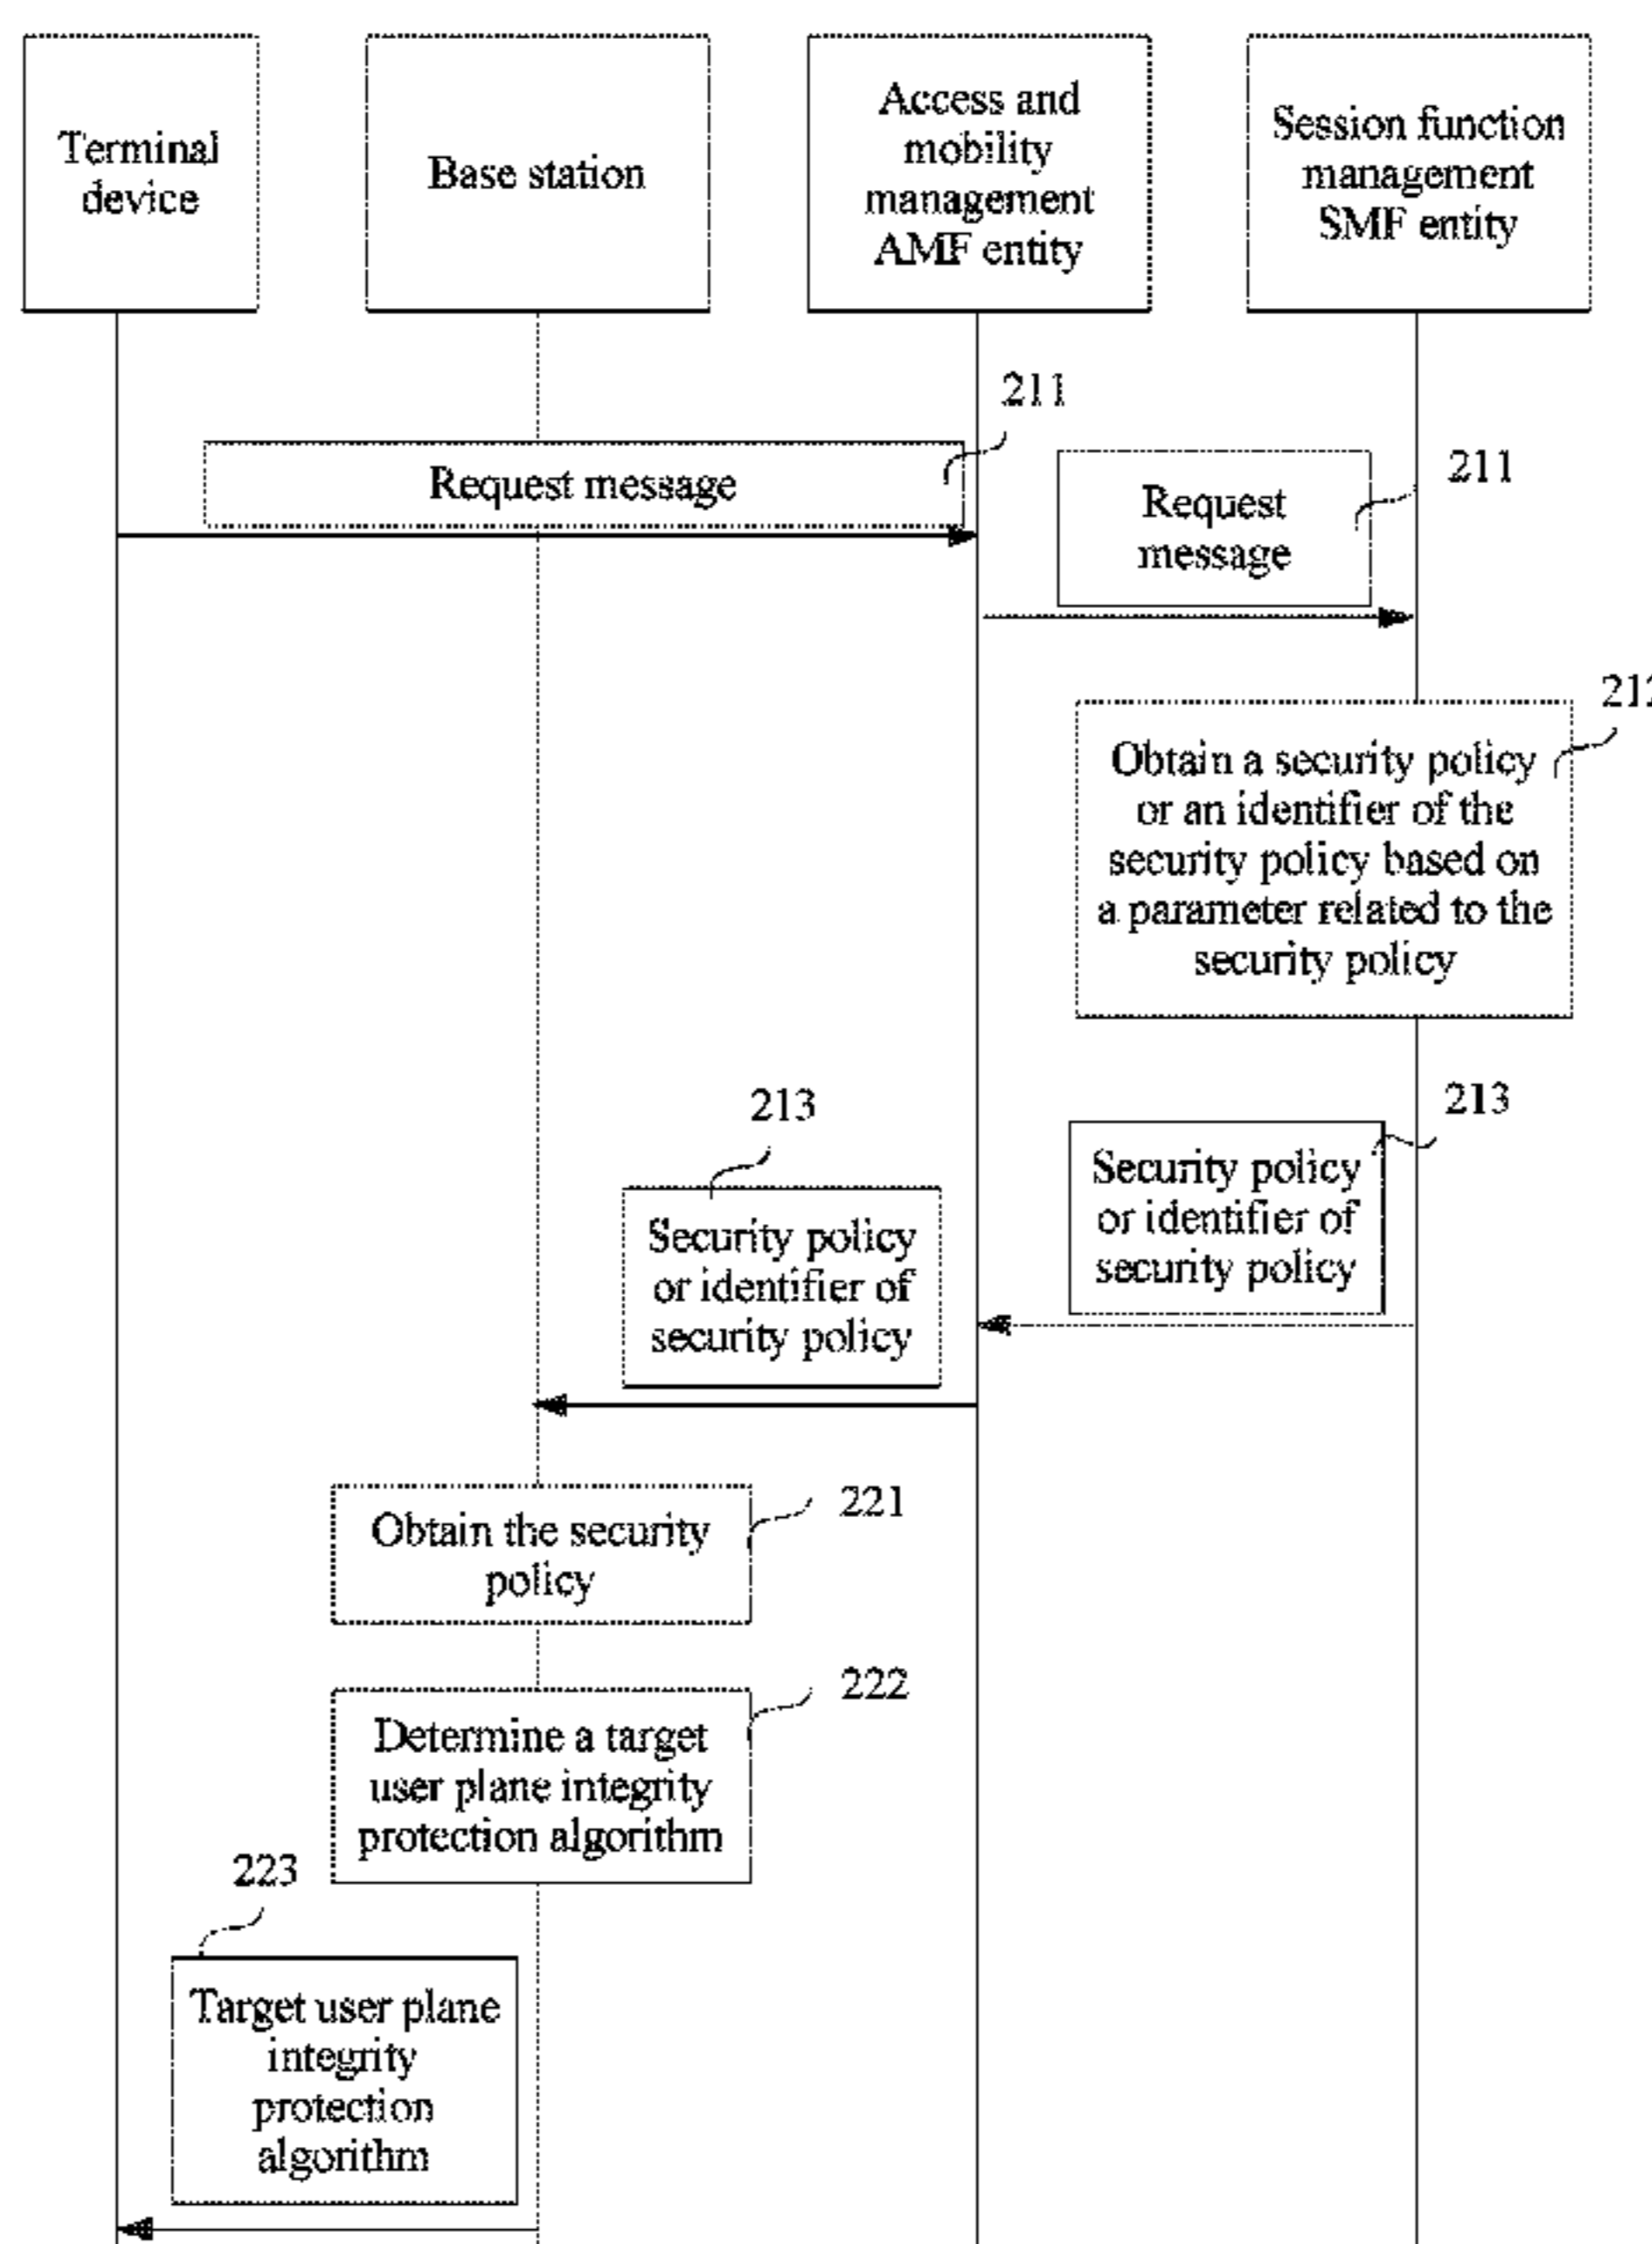 Terminal
device
Base station
Access and
mobility
management
AMF entity
Session function
management
SMF entity
211
Request message
211
Request
message
212
Obtain a security policy
or an identifier of the
security policy based on
a parameter related to the
security policy
213
Security policy
or identifier of
security policy
213
Security policy
or identifier of
security policy
221
Obtain the security
policy
222
Determine a target
user plane integrity
protection algorithm
223
Target user plane
integrity
protection
algorithm